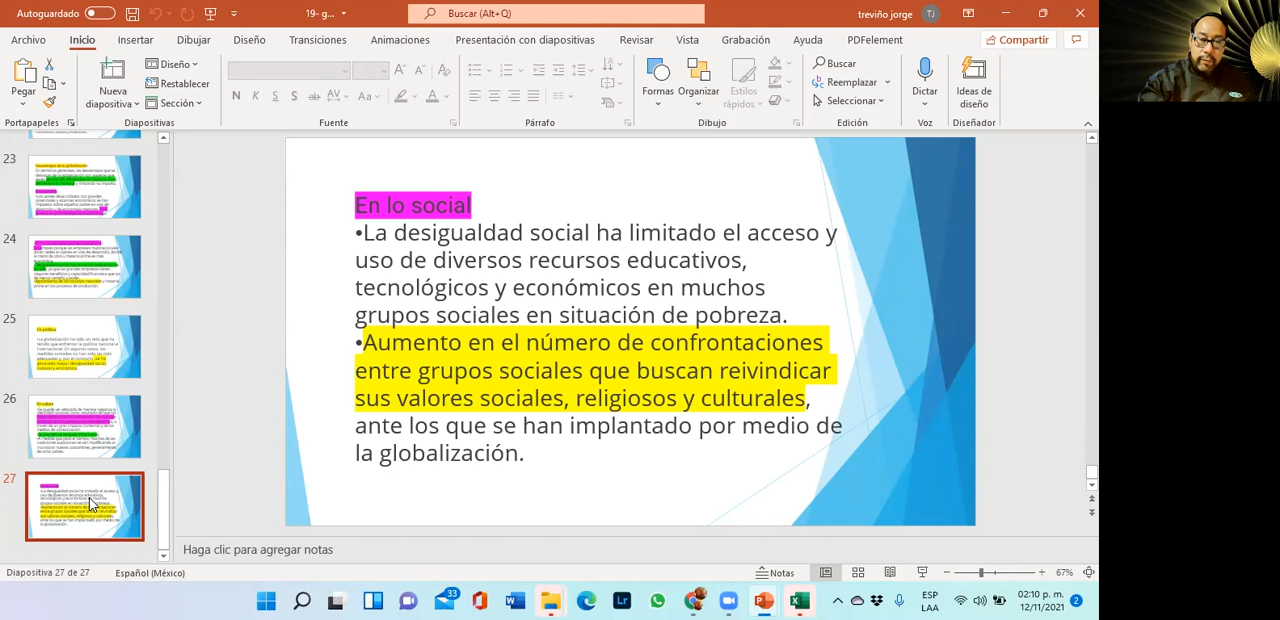 Autoguardado
19- g...
Buscar (Alt+Q)
treviño jorge
TJ
Archivo
Inicio
Insertar
Dibujar
Diseño
Transiciones
Animaciones
Presentación con diapositivas
Revisar
Vista
Grabación
Ayuda
PDFelement
Compartir
Pegar
Nueva
diapositiva
Diseño
Restablecer
Sección
N K S S ab AV Aa A
Formas
Organizar
Estilos
rápidos
Buscar
Reemplazar
Seleccionar
Dictar
Ideas de
diseño
Portapapeles
Diapositivas
Fuente
Párrafo
Dibujo
Edición
Voz
Diseñador
23
24
25
26
27
En lo social
•La desigualdad social ha limitado el acceso y
uso de diversos recursos educativos,
tecnológicos y económicos en muchos
grupos sociales en situación de pobreza.
•Aumento en el número de confrontaciones
entre grupos sociales que buscan reivindicar
sus valores sociales, religiosos y culturales,
ante los que se han implantado por medio de
la globalización.
Haga clic para agregar notas
Diapositiva 27 de 27
Español (México)
Notas
67%
33
ESP
LAA
02:10 p. m.
12/11/2021
2